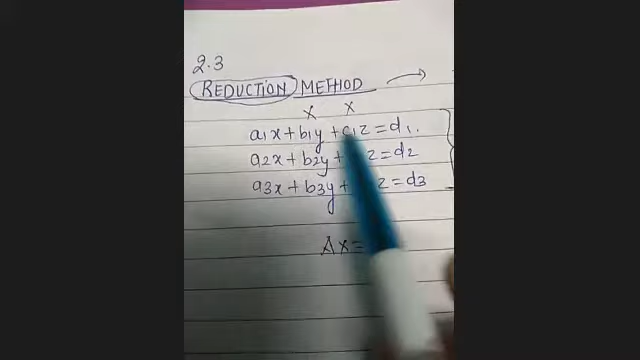 2.3
REDUCTION METHOD →
x x
a1x + b1y + c1z = d1.
a2x + b2y + z = d2
a3x + b3y + z = d3
Ax =